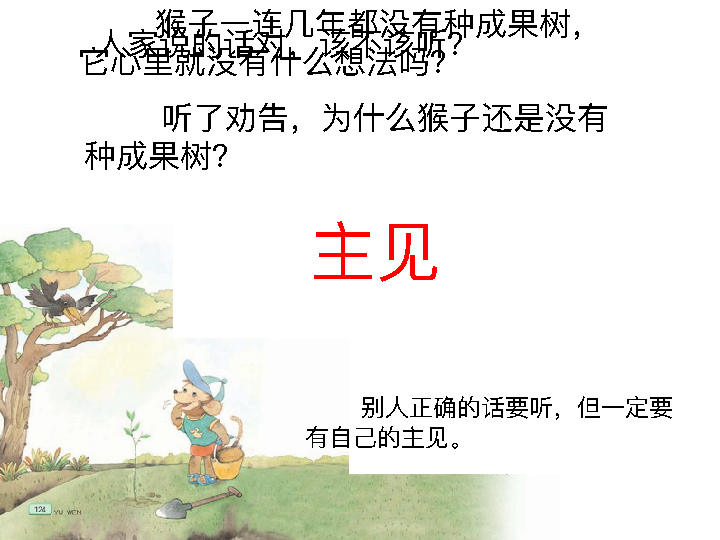 猴子一连几年都没有种成果树，
人家说的话对，该不该听？
它心里就没有什么想法吗？
听了劝告，为什么猴子还是没有
种成果树？
主见
别人正确的话要听，但一定要
有自己的主见。
124 YU WEN